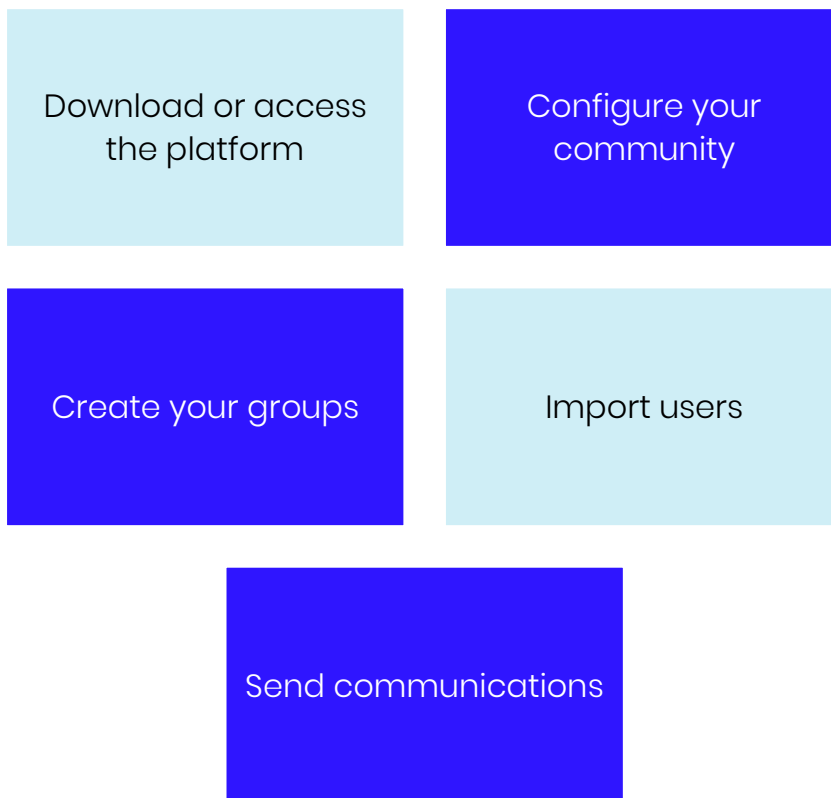 Download or access
the platform
Configure your
community
Create your groups
Import users
Send communications